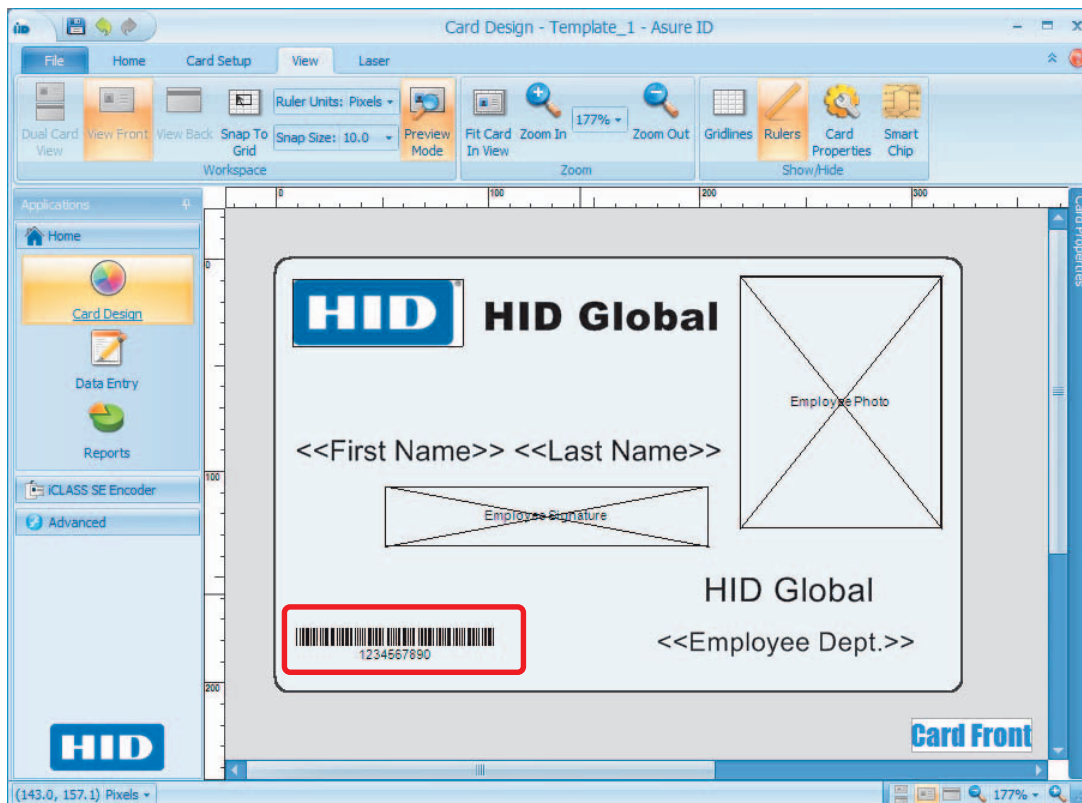 iiD
Card Design - Template_1 - Asure ID
File Home Card Setup View Laser
Dual Card View
View Front
View Back
Snap To Grid
Ruler Units: Pixels
Snap Size: 10.0
Preview Mode
Workspace
Fit Card In View
Zoom In
177%
Zoom Out
Zoom
Gridlines
Rulers
Card Properties
Smart Chip
Show/Hide
Applications
Home
Card Design
Data Entry
Reports
iCLASS SE Encoder
Advanced
HID
0 100 200 300
0
100
200
Card Properties
HID® HID Global
Employee Photo
<<First Name>> <<Last Name>>
Employee Signature
HID Global
<<Employee Dept.>>
1234567890
Card Front
(143.0, 157.1) Pixels
177%